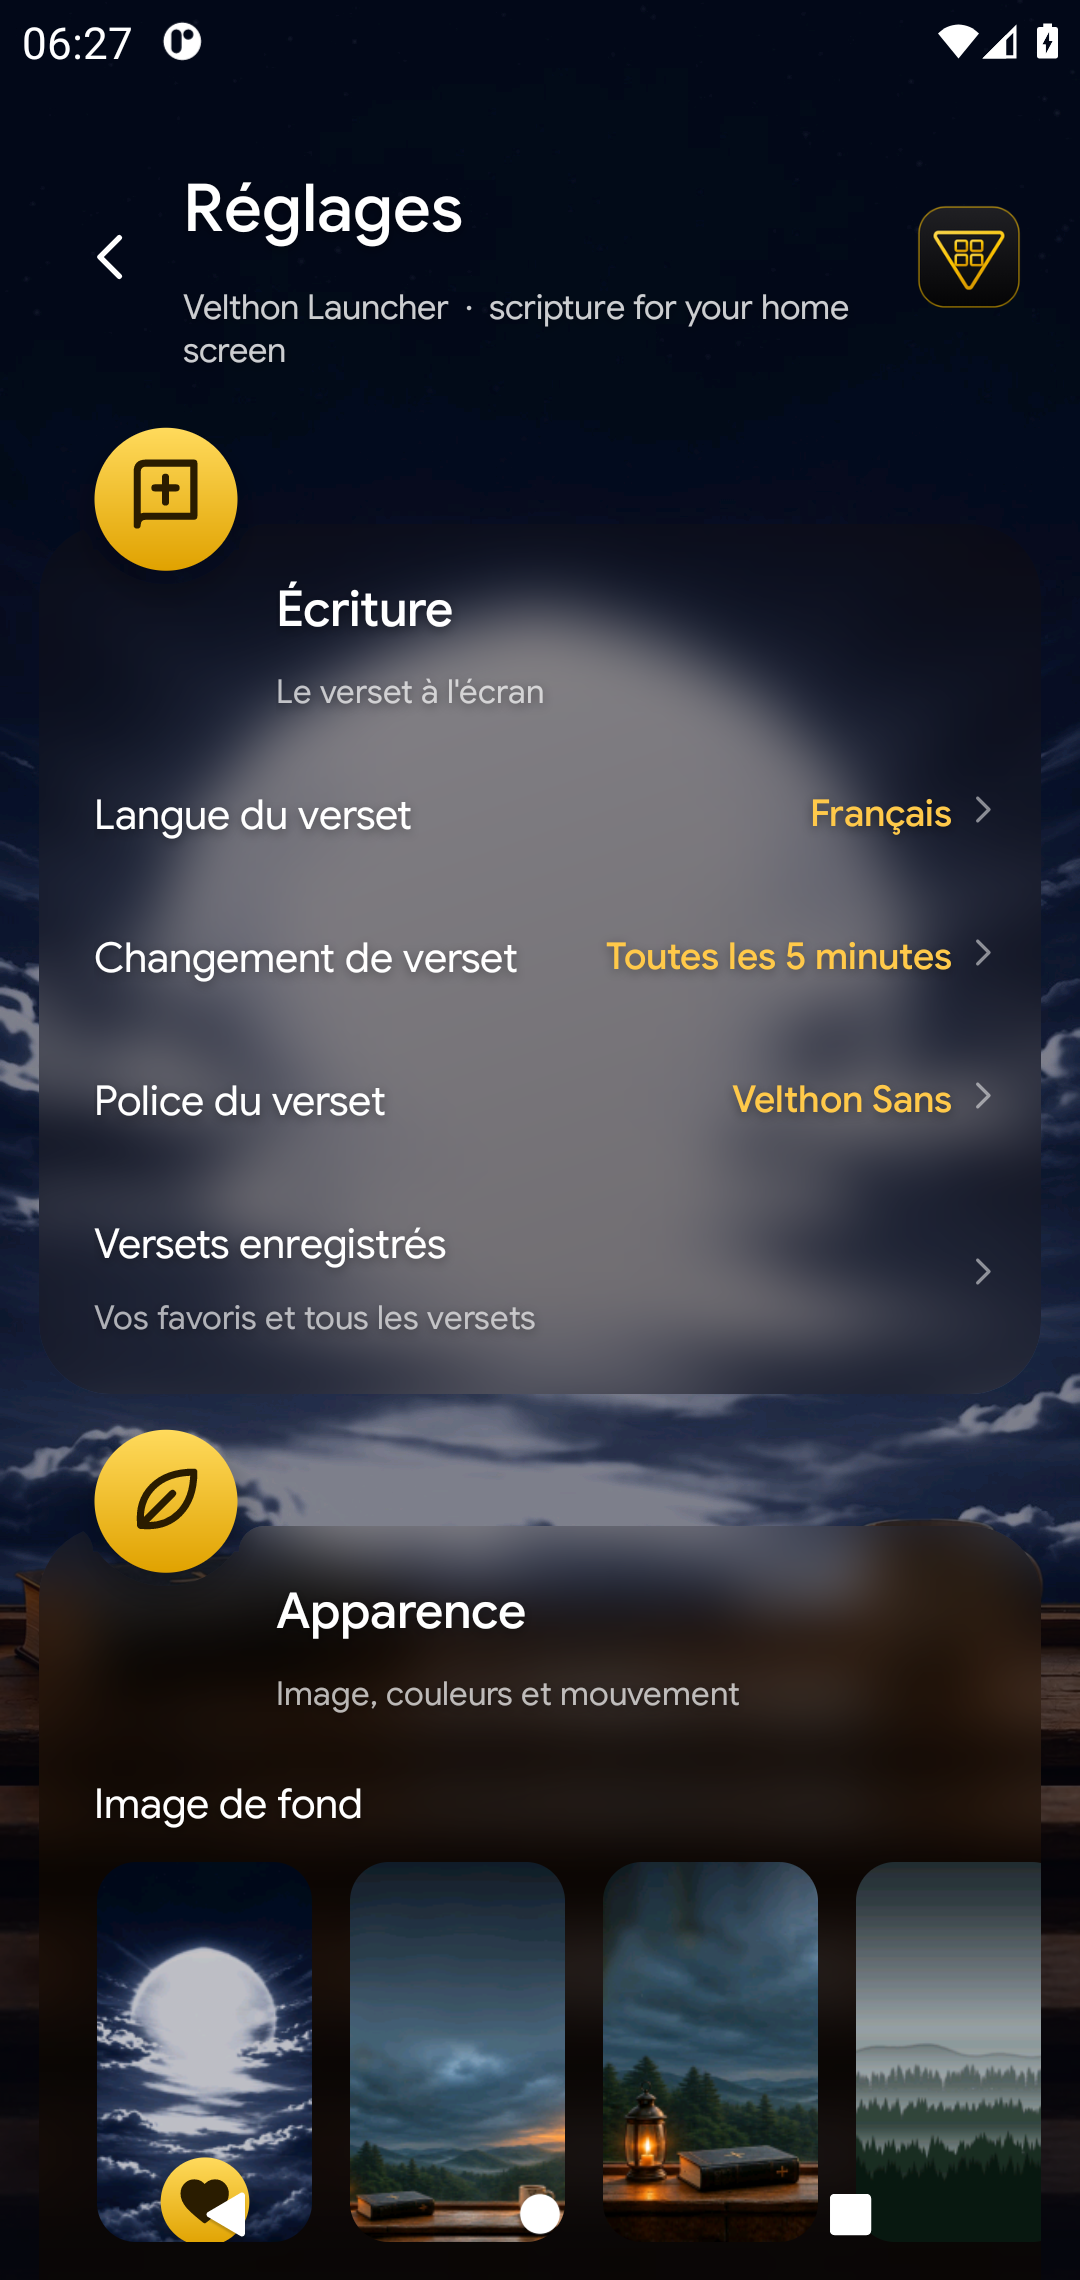 06:27
Réglages
Velthon Launcher · scripture for your home
screen
Écriture
Le verset à l'écran
Langue du verset
Français
Changement de verset
Toutes les 5 minutes
Police du verset
Velthon Sans
Versets enregistrés
Vos favoris et tous les versets
Apparence
Image, couleurs et mouvement
Image de fond